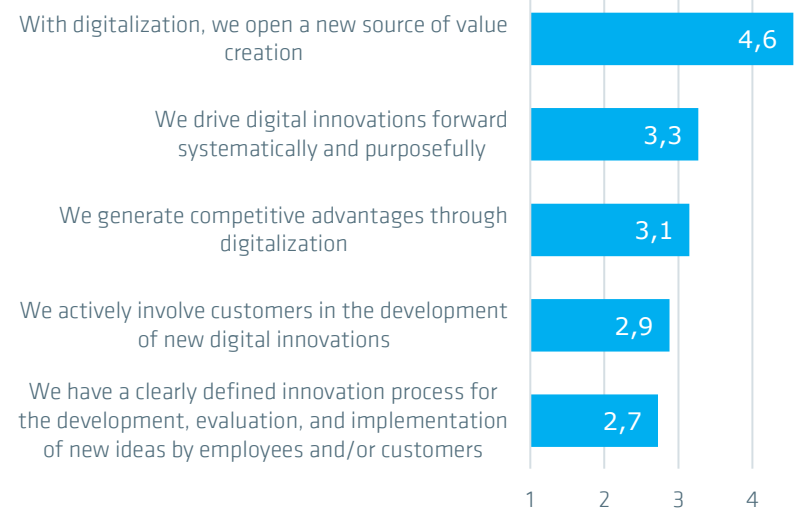 With digitalization, we open a new source of value
creation
4,6
We drive digital innovations forward
systematically and purposefully
3,3
We generate competitive advantages through
digitalization
3,1
We actively involve customers in the development
of new digital innovations
2,9
We have a clearly defined innovation process for
the development, evaluation, and implementation
of new ideas by employees and/or customers
2,7
1 2 3 4